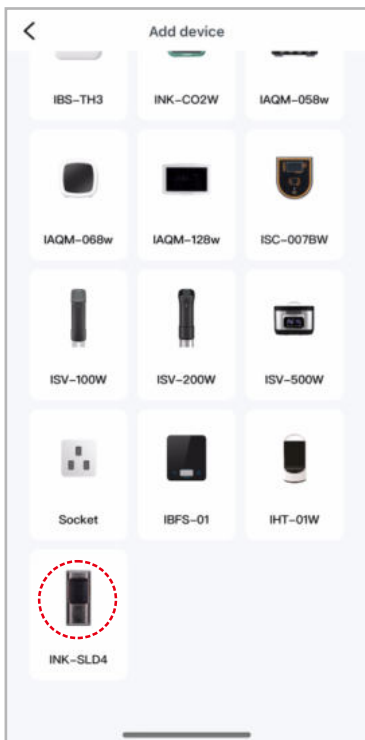 Add device
IBS-TH3 INK-CO2W IAQM-058w
IAQM-068w IAQM-128w ISC-007BW
ISV-100W ISV-200W ISV-500W
Socket IBFS-01 IHT-01W
INK-SLD4